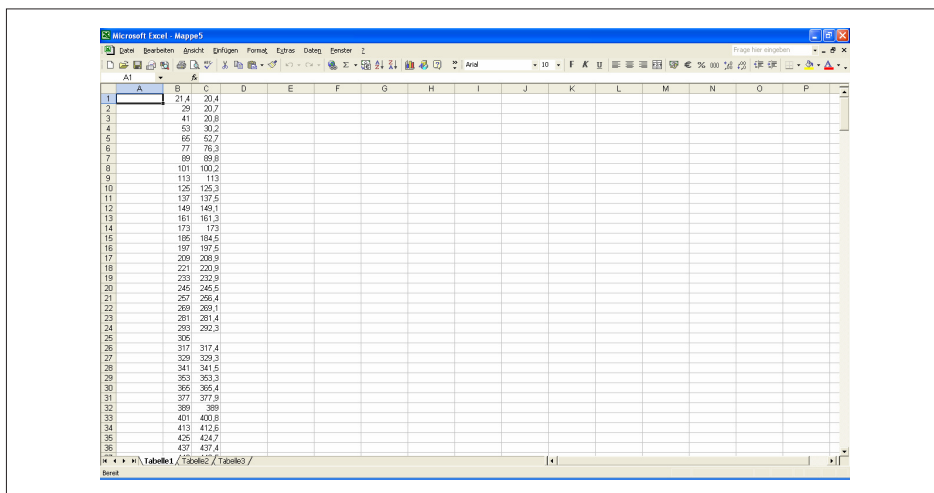 Microsoft Excel - Mappe5
Datei Bearbeiten Ansicht Einfügen Format Extras Daten Fenster ? Frage hier eingeben
Arial 10 F K U € % 000
A1 fx
A B C D E F G H I J K L M N O P
1 21,4 20,4
2 29 20,7
3 41 20,8
4 53 30,2
5 65 52,7
6 77 76,3
7 89 89,8
8 101 100,2
9 113 113
10 125 125,3
11 137 137,5
12 149 149,1
13 161 161,3
14 173 173
15 185 184,5
16 197 197,5
17 209 208,9
18 221 220,9
19 233 232,9
20 245 245,5
21 257 256,4
22 269 269,1
23 281 281,4
24 293 292,3
25 305
26 317 317,4
27 329 329,3
28 341 341,5
29 353 353,3
30 365 365,4
31 377 377,9
32 389 389
33 401 400,8
34 413 412,6
35 425 424,7
36 437 437,4
Tabelle1 Tabelle2 Tabelle3
Bereit